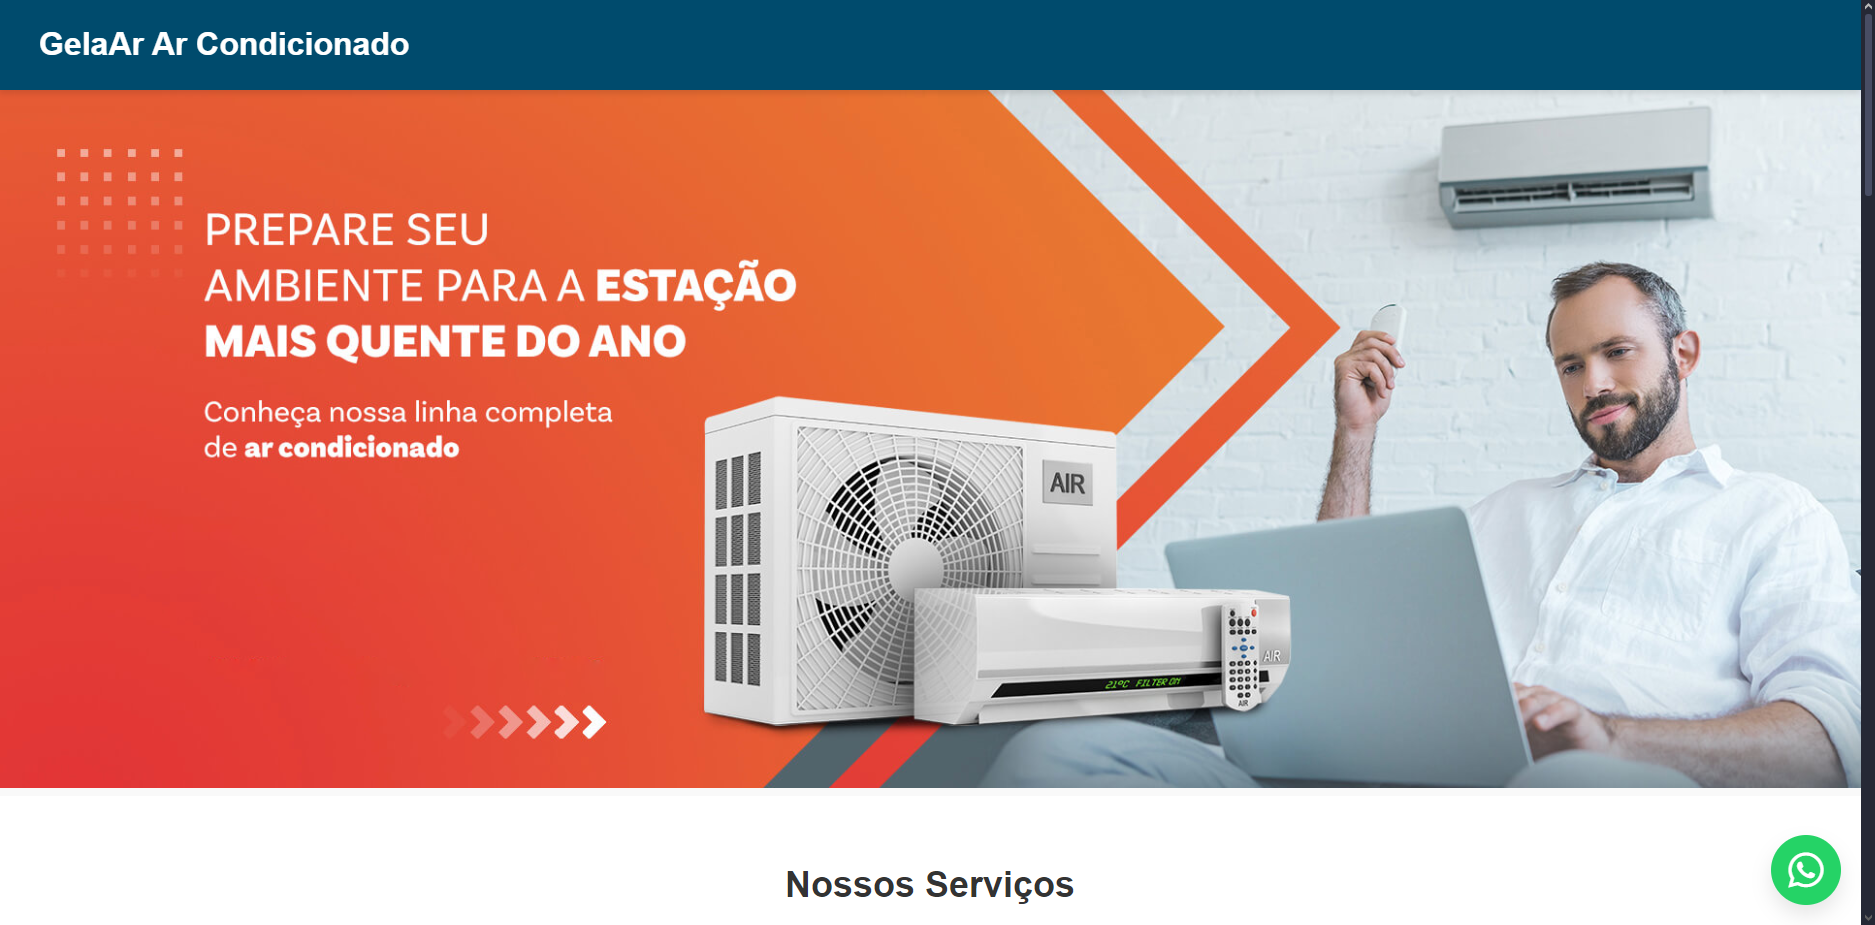 GelaAr Ar Condicionado
PREPARE SEU
AMBIENTE PARA A ESTAÇÃO
MAIS QUENTE DO ANO
Conheça nossa linha completa
de ar condicionado
AIR
21ºC FILTER ON
AIR
AIR
Nossos Serviços